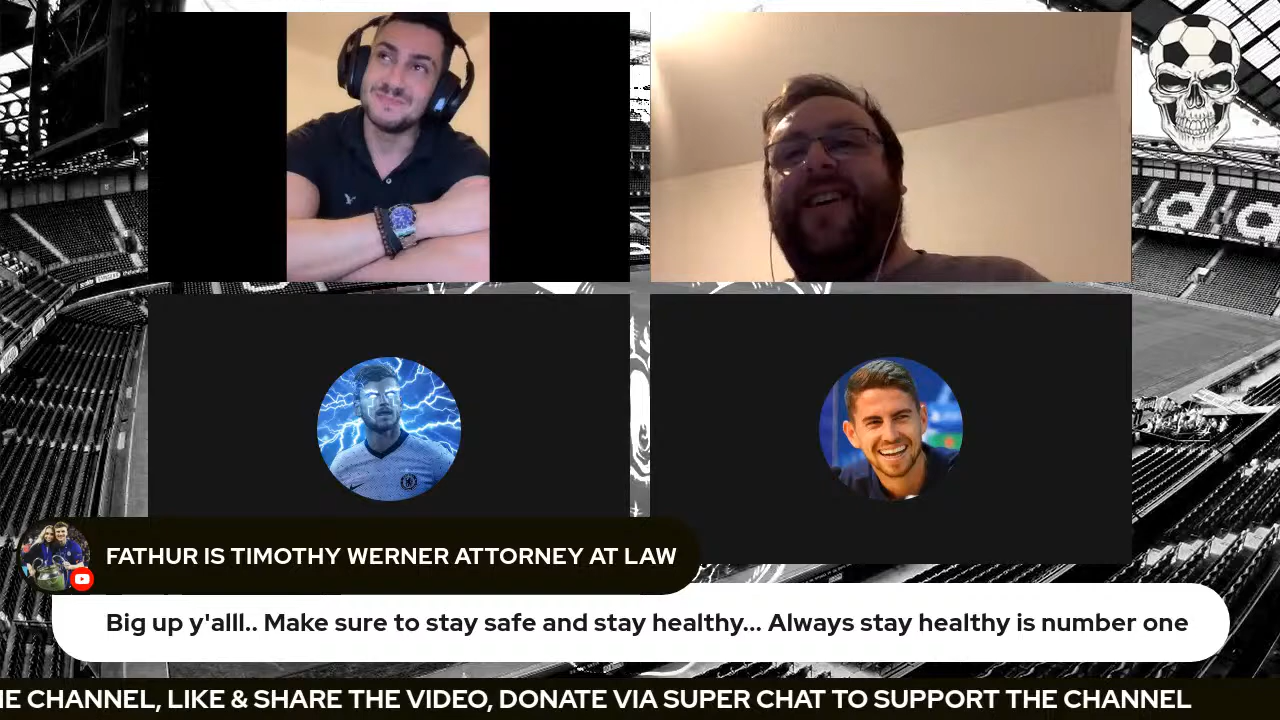 da
FATHUR IS TIMOTHY WERNER ATTORNEY AT LAW
Big up y'alll.. Make sure to stay safe and stay healthy... Always stay healthy is number one
E CHANNEL, LIKE & SHARE THE VIDEO, DONATE VIA SUPER CHAT TO SUPPORT THE CHANNEL